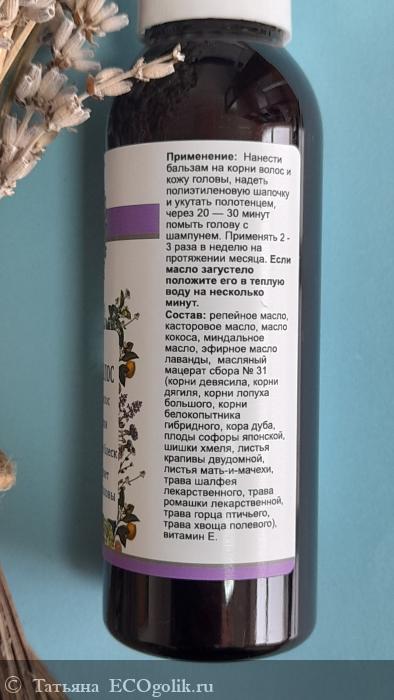 Применение: Нанести
бальзам на корни волос и
кожу головы, надеть
полиэтиленовую шапочку
и укутать полотенцем,
через 20 — 30 минут
помыть голову с
шампунем. Применять 2 -
3 раза в неделю на
протяжении месяца. Если
масло загустело
положите его в теплую
воду на несколько
минут.
Состав: репейное масло,
касторовое масло, масло
кокоса, миндальное
масло, эфирное масло
лаванды, масляный
мацерат сбора № 31
(корни девясила, корни
дягиля, корни лопуха
большого, корни
белокопытника
гибридного, кора дуба,
плоды софоры японской,
шишки хмеля, листья
крапивы двудомной,
листья мать-и-мачехи,
трава шалфея
лекарственного, трава
ромашки лекарственной,
трава горца птичьего,
трава хвоща полевого),
витамин Е.
© Татьяна ECOgolik.ru